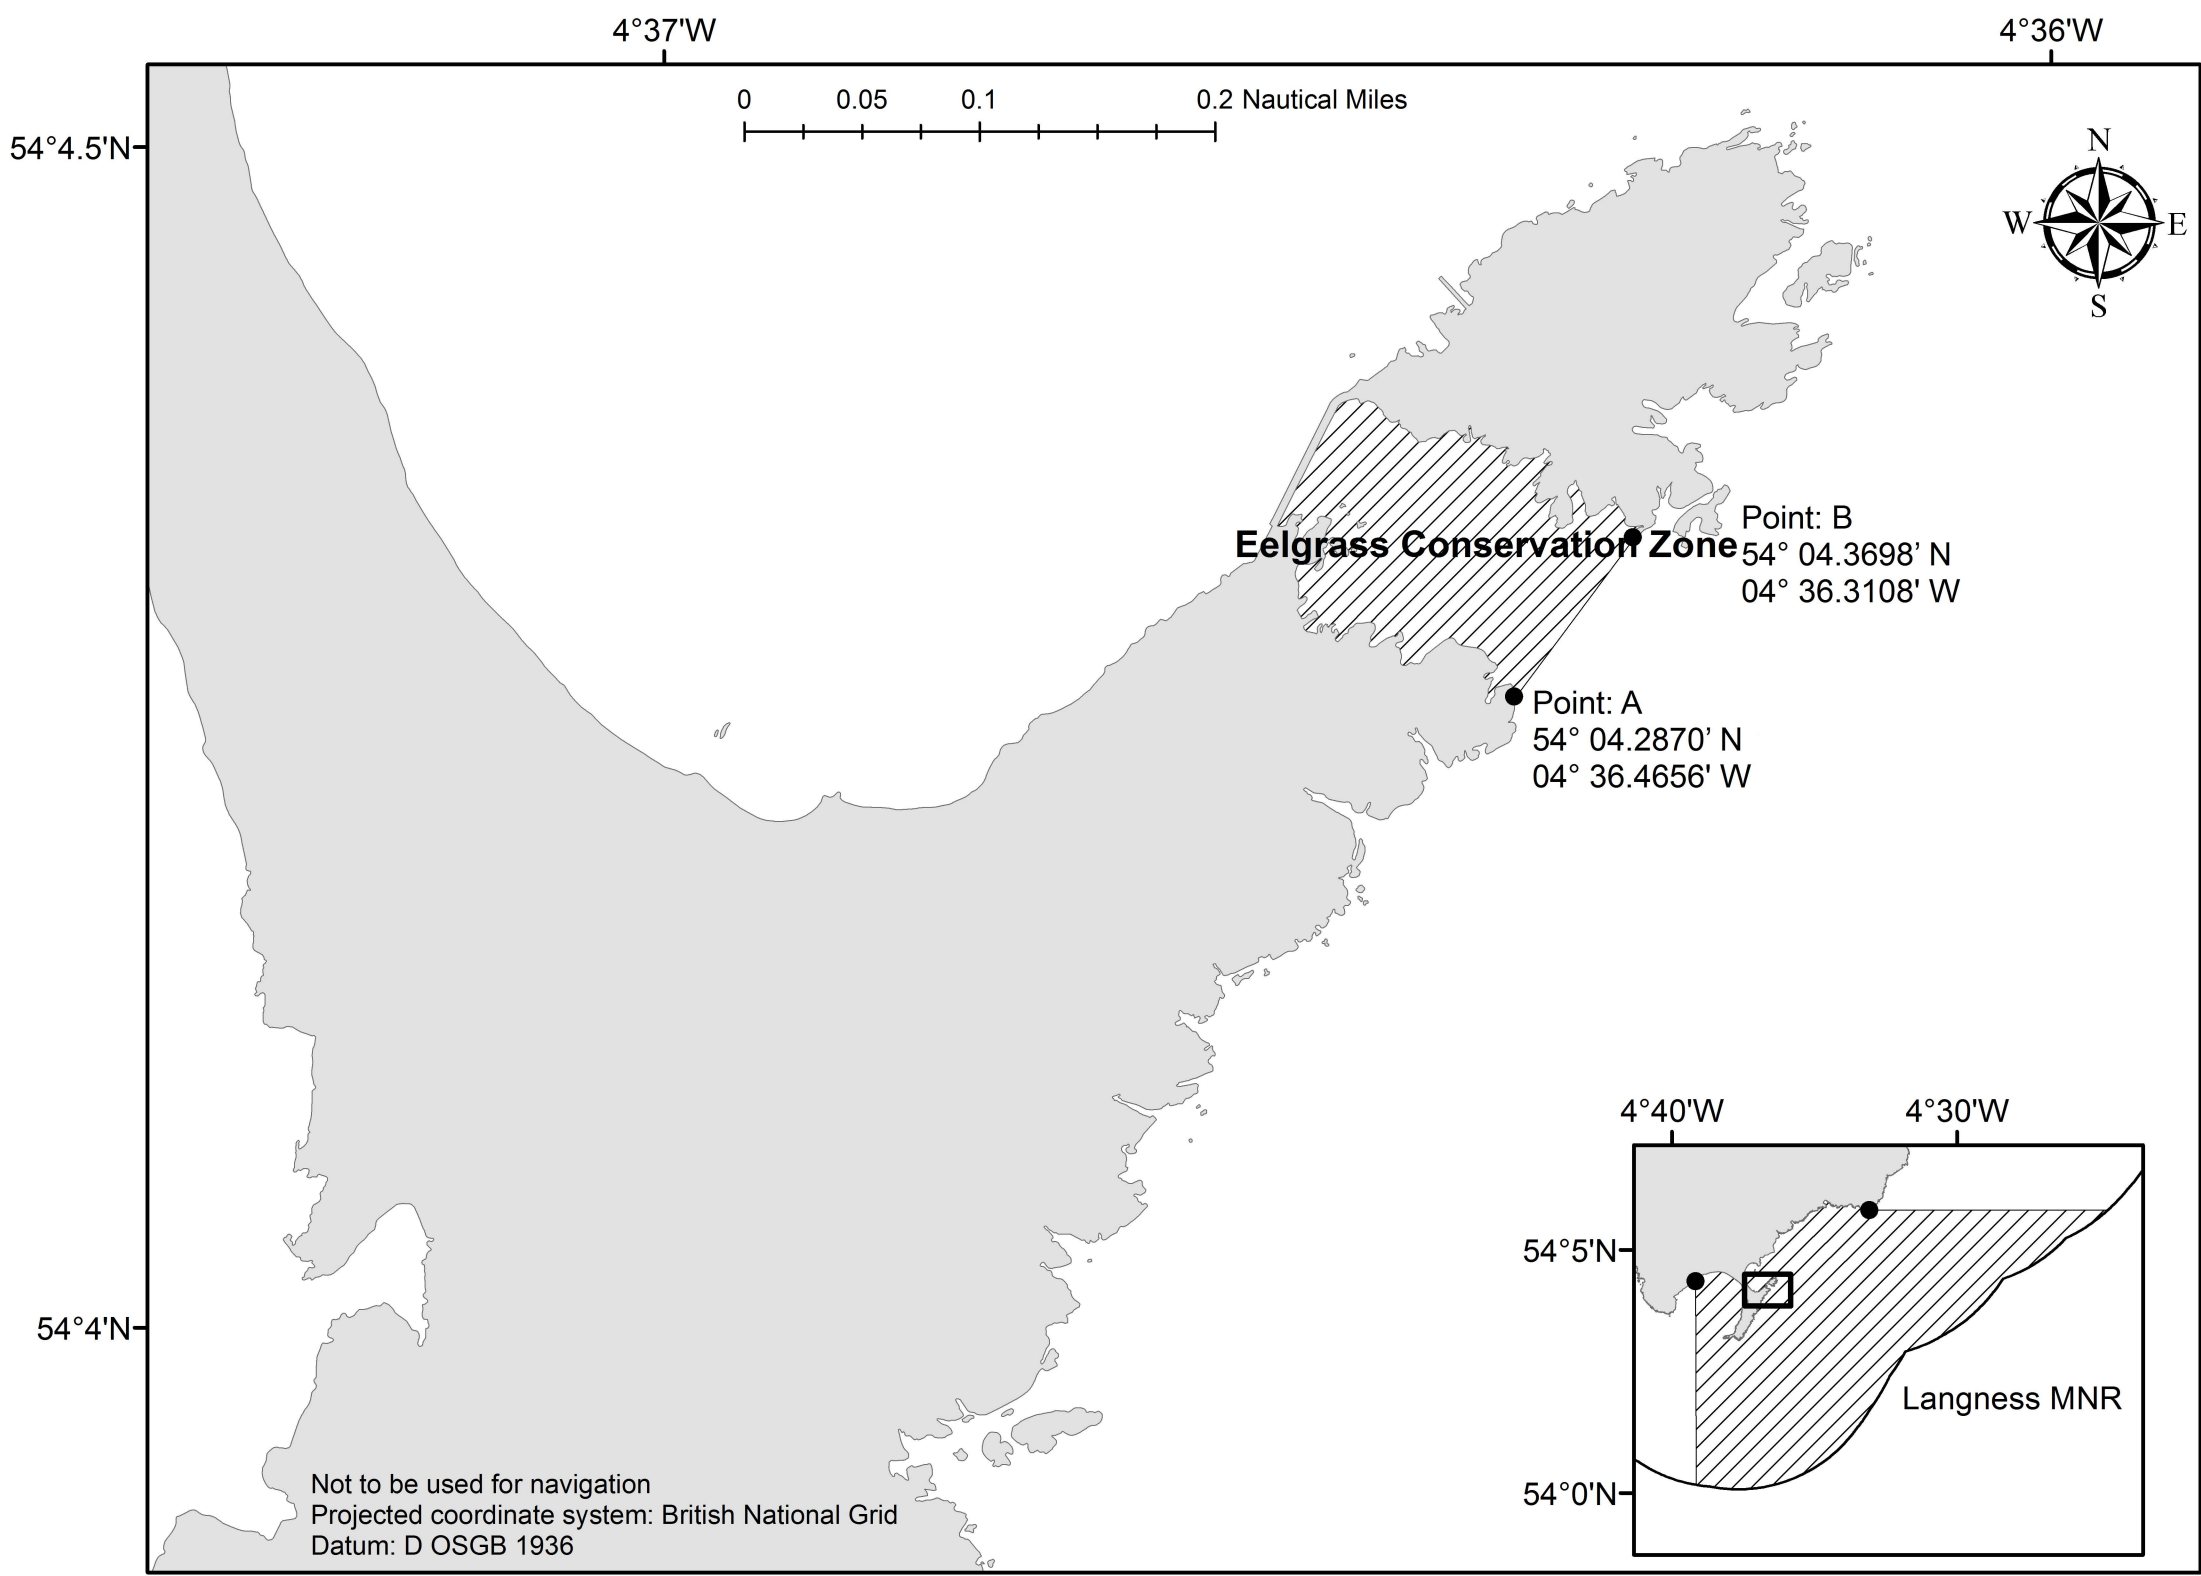 4°37'W
4°36'W
0 0.05 0.1 0.2 Nautical Miles
54°4.5'N
N
W E
S
Eelgrass Conservation Zone
Point: B
54° 04.3698’ N
04° 36.3108' W
Point: A
54° 04.2870’ N
04° 36.4656' W
4°40'W
4°30'W
54°5'N
54°4'N
Langness MNR
54°0'N
Not to be used for navigation
Projected coordinate system: British National Grid
Datum: D OSGB 1936